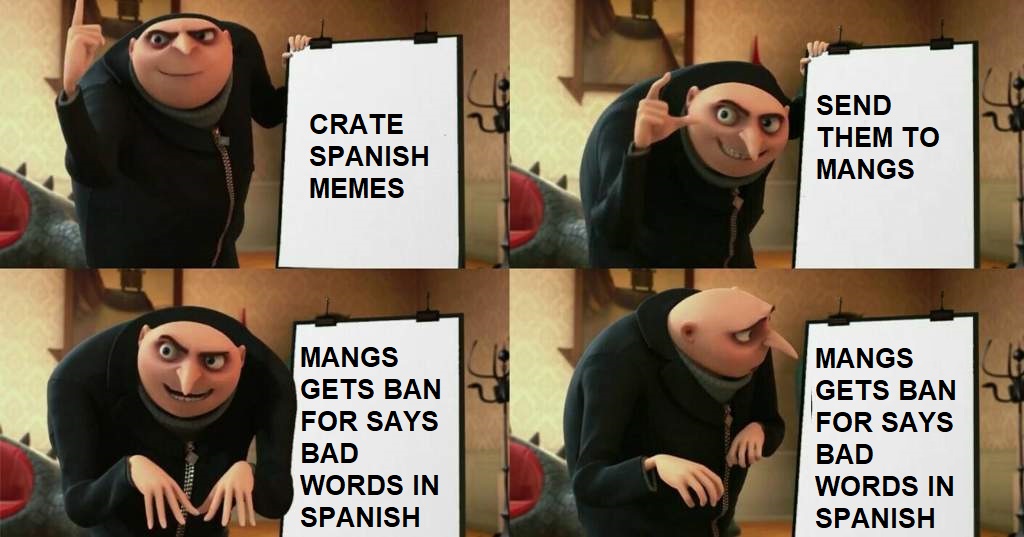 CRATE
SPANISH
MEMES
SEND
THEM TO
MANGS
MANGS
GETS BAN
FOR SAYS
BAD
WORDS IN
SPANISH
MANGS
GETS BAN
FOR SAYS
BAD
WORDS IN
SPANISH